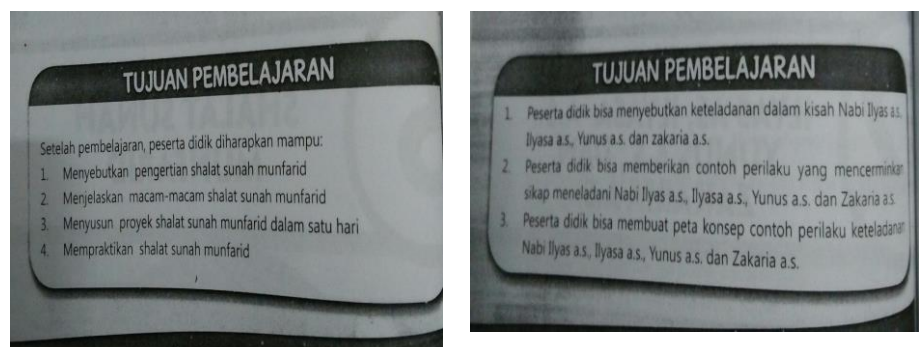 TUJUAN PEMBELAJARAN
Setelah pembelajaran, peserta didik diharapkan mampu:
1. Menyebutkan pengertian shalat sunah munfarid
2. Menjelaskan macam-macam shalat sunah munfarid
3. Menyusun proyek shalat sunah munfarid dalam satu hari
4. Mempraktikan shalat sunah munfarid
TUJUAN PEMBELAJARAN
1. Peserta didik bisa menyebutkan keteladanan dalam kisah Nabi Ilyas a.s.
Ilyasa a.s., Yunus a.s. dan zakaria a.s.
2. Peserta didik bisa memberikan contoh perilaku yang mencerminkan
sikap meneladani Nabi Ilyas a.s., Ilyasa a.s., Yunus a.s. dan Zakaria a.s.
3. Peserta didik bisa membuat peta konsep contoh perilaku keteladanan
Nabi Ilyas a.s., Ilyasa a.s., Yunus a.s. dan Zakaria a.s.